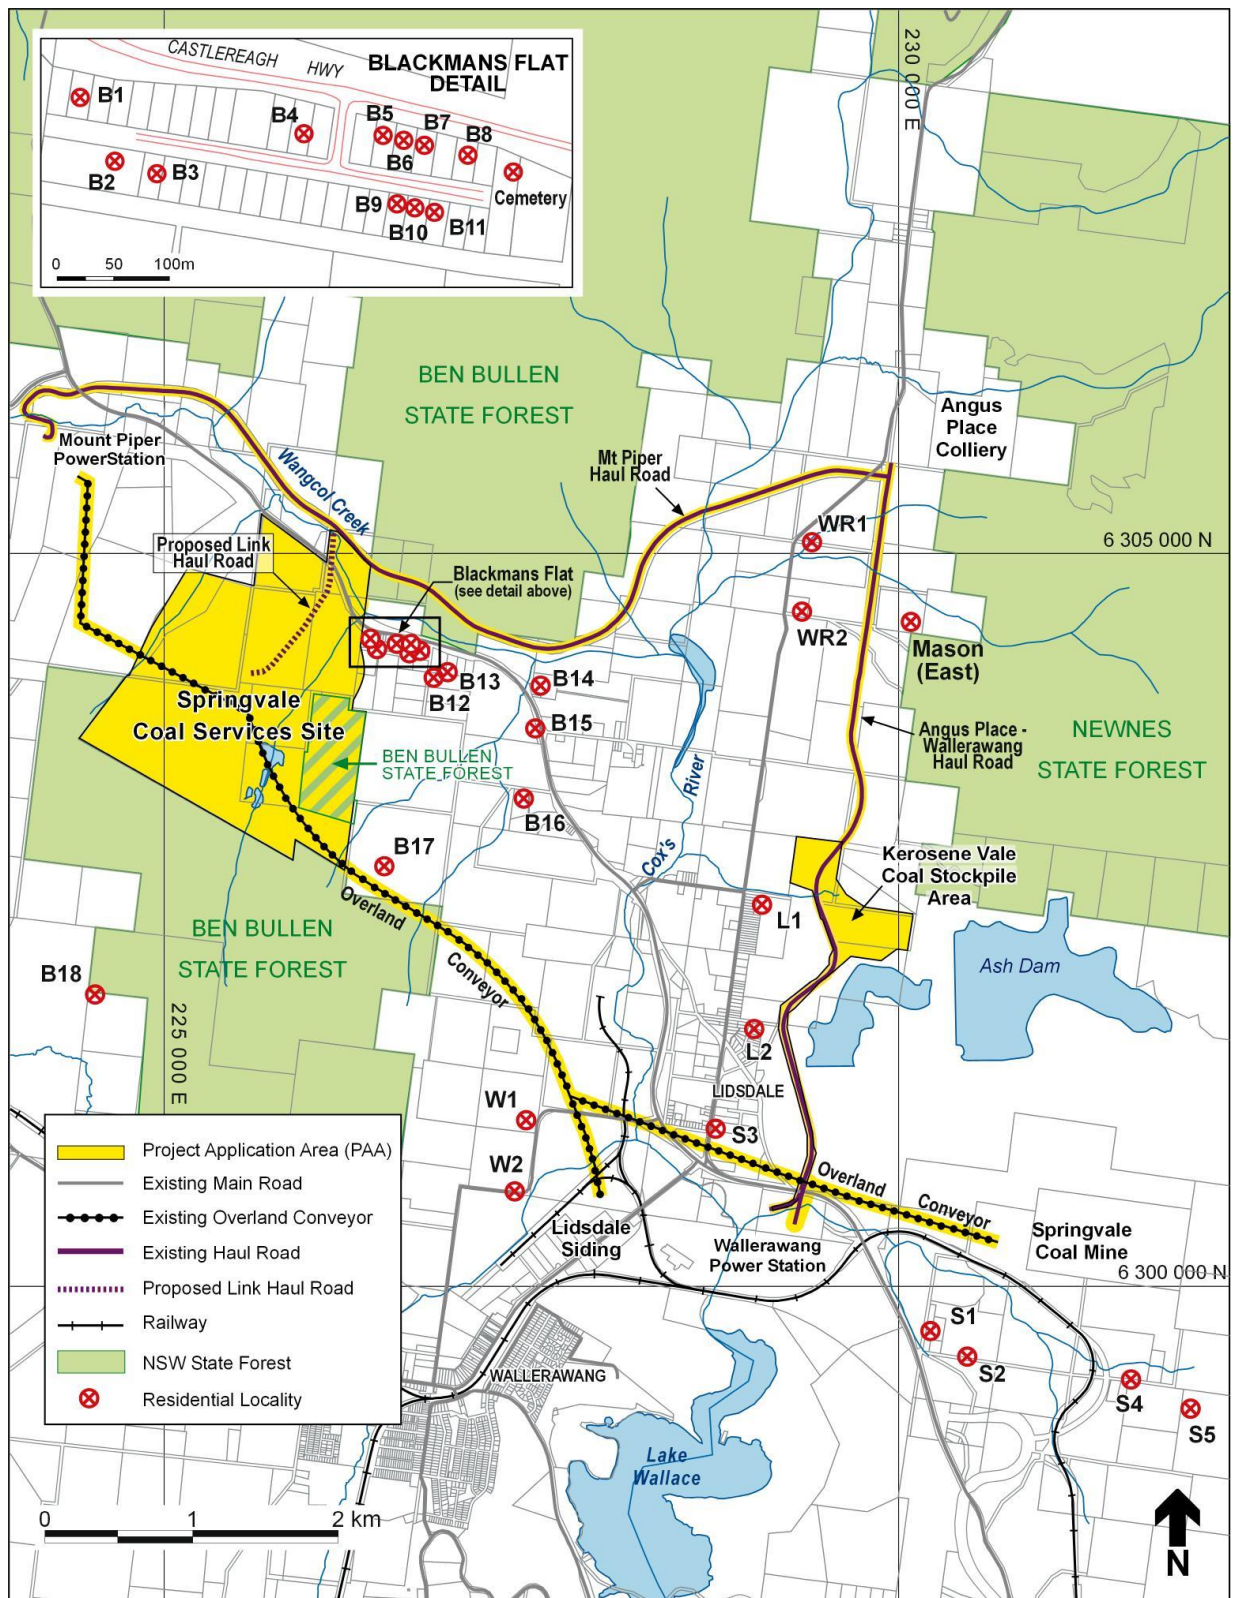 CASTLEREAGH HWY
BLACKMANS FLAT
DETAIL
B1
B4
B5
B7
B8
B6
B2
B3
Cemetery
B9
B10
B11
0 50 100m
230 000 E
BEN BULLEN
STATE FOREST
Angus
Place
Colliery
Mount Piper
PowerStation
Wangcol Creek
Mt Piper
Haul Road
WR1
6 305 000 N
Proposed Link
Haul Road
Blackmans Flat
(see detail above)
WR2
Mason
(East)
B13
B12
B14
B15
Springvale
Coal Services Site
BEN BULLEN
STATE FOREST
Angus Place -
Wallerawang
Haul Road
NEWNES
STATE FOREST
River
Cox's
B16
B17
Kerosene Vale
Coal Stockpile
Area
Overland
Conveyor
L1
BEN BULLEN
STATE FOREST
B18
Ash Dam
225 000 E
L2
LIDSDALE
W1
S3
W2
Overland
Conveyor
Lidsdale
Siding
Wallerawang
Power Station
Springvale
Coal Mine
6 300 000 N
Project Application Area (PAA)
Existing Main Road
Existing Overland Conveyor
Existing Haul Road
Proposed Link Haul Road
Railway
NSW State Forest
Residential Locality
S1
S2
S4
S5
WALLERAWANG
Lake
Wallace
0 1 2 km
N